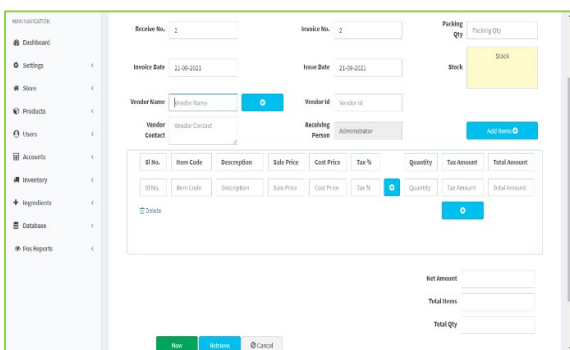 MAIN NAVIGATION
Dashboard
Settings
Store
Products
Users
Accounts
Inventory
Ingredients
Database
Pos Reports
Receive No. 2 Invoice No. 2 Packing Qty Packing Qty
Invoice Date 21-09-2021 Issue Date 21-09-2021 Stock Stock
Vendor Name Vendor Name Vendor Id Vendor Id
Vendor Contact Vendor Contact Receiving Person Administrator Add Items
Sl No. Item Code Description Sale Price Cost Price Tax % Quantity Tax Amount Total Amount
Sl No. Item Code Description Sale Price Cost Price Tax % Quantity Tax Amount Total Amount
Delete
Net Amount
Total Items
Total Qty
New Retrieve Cancel